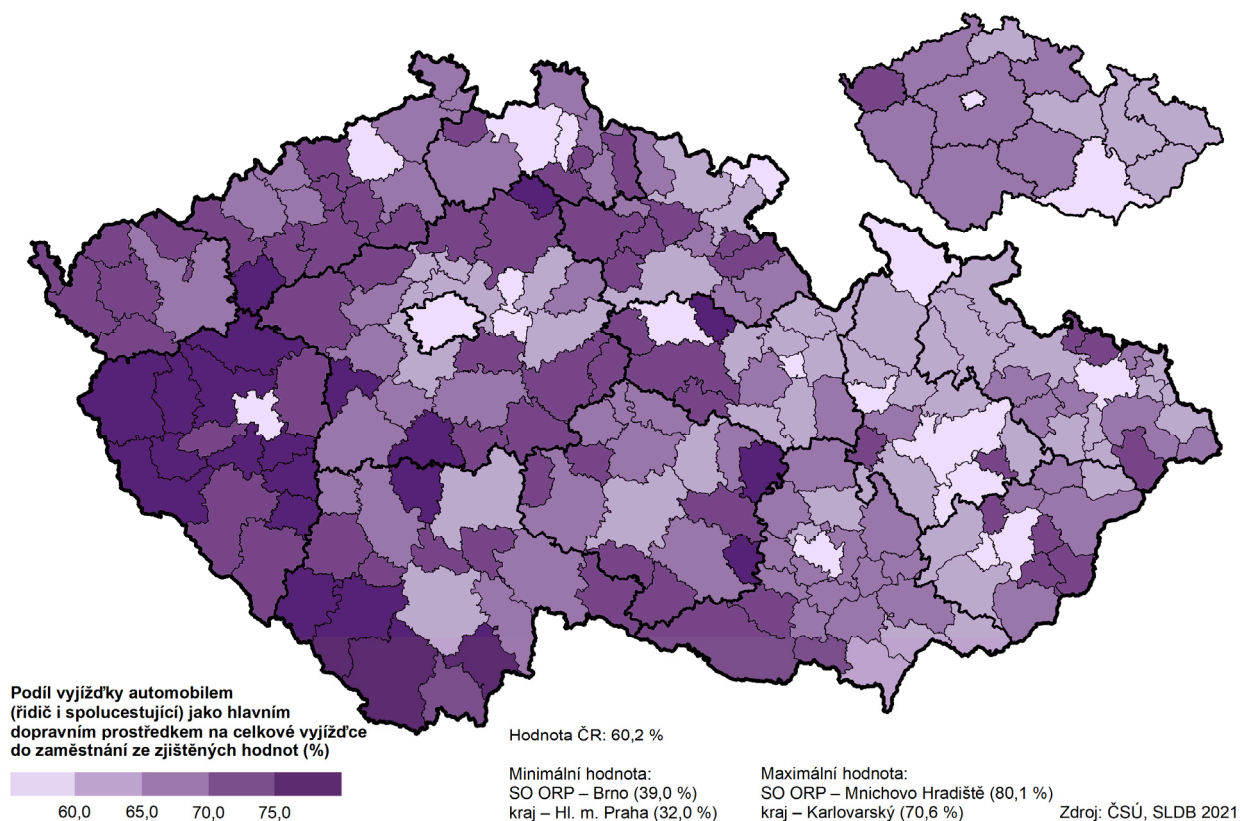 Podíl vyjížďky automobilem
(řidič i spolucestující) jako hlavním
dopravním prostředkem na celkové vyjížďce
do zaměstnání ze zjištěných hodnot (%)
60,0 65,0 70,0 75,0
Hodnota ČR: 60,2 %
Minimální hodnota:
SO ORP – Brno (39,0 %)
kraj – Hl. m. Praha (32,0 %)
Maximální hodnota:
SO ORP – Mnichovo Hradiště (80,1 %)
kraj – Karlovarský (70,6 %)
Zdroj: ČSÚ, SLDB 2021